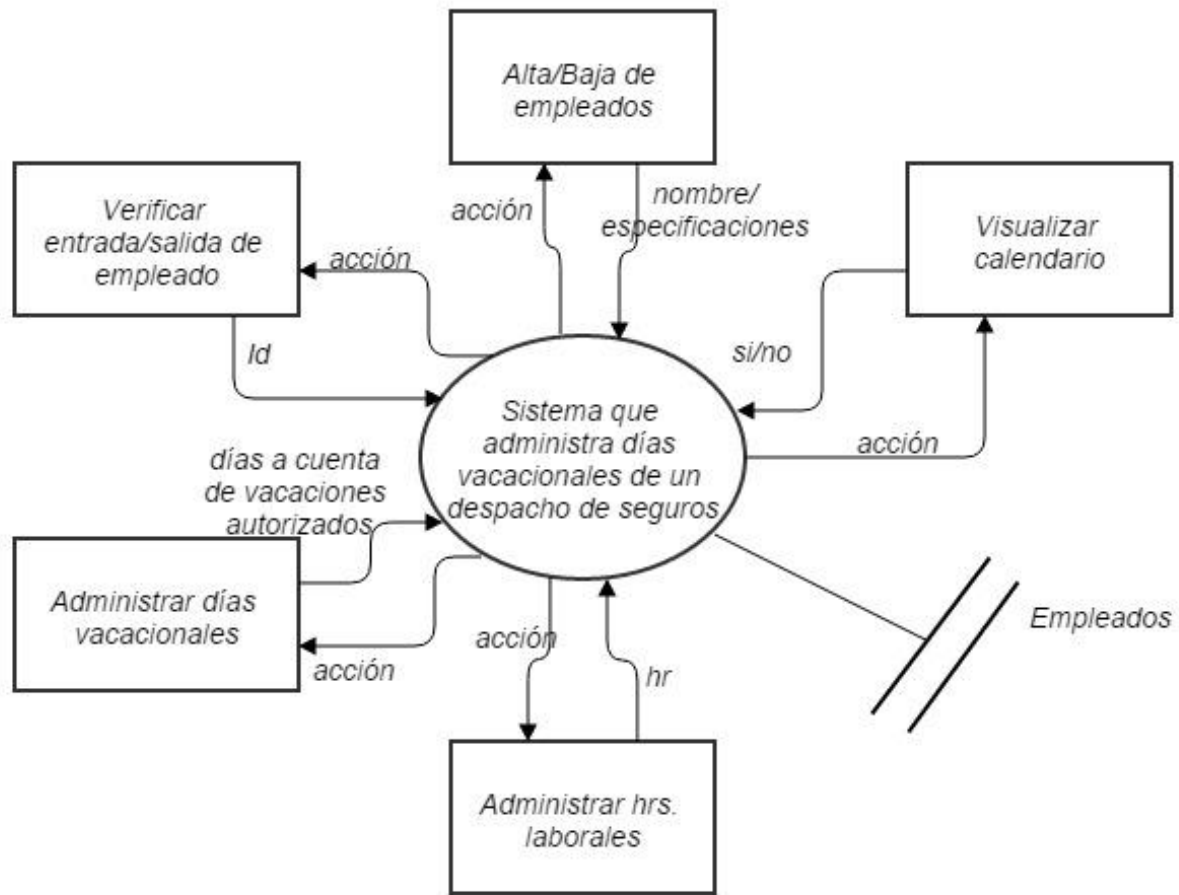 Alta/Baja de
empleados
Verificar
entrada/salida de
empleado
acción
Id
acción
nombre/
especificaciones
Visualizar
calendario
si/no
acción
Sistema que
administra días
vacacionales de un
despacho de seguros
días a cuenta
de vacaciones
autorizados
Administrar días
vacacionales
acción
acción
hr
Administrar hrs.
laborales
Empleados